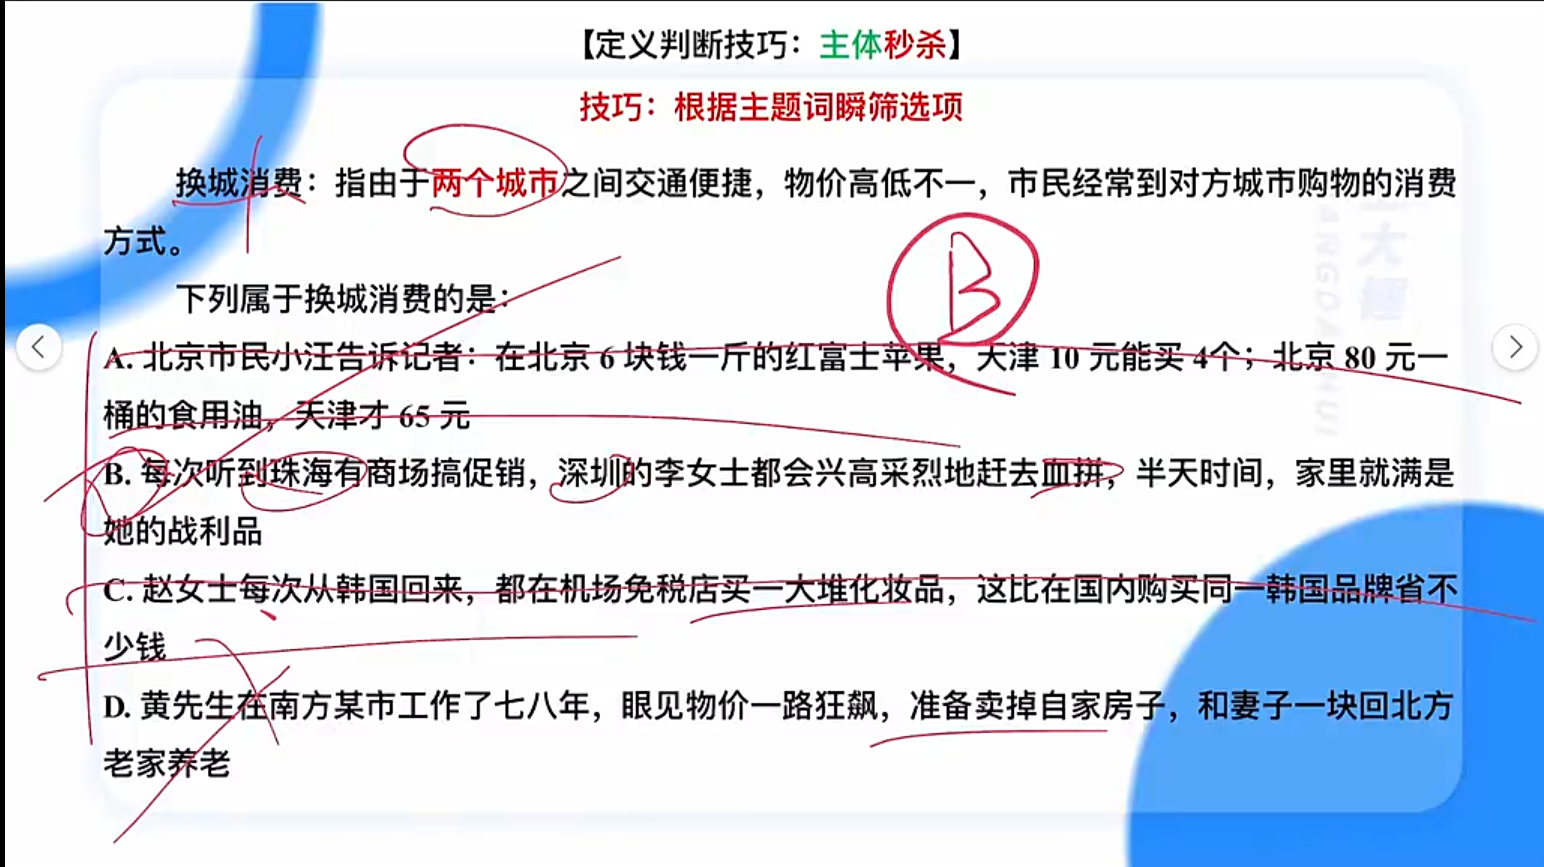 【定义判断技巧：主体秒杀】
技巧：根据主题词瞬筛选项
换城消费：指由于两个城市之间交通便捷，物价高低不一，市民经常到对方城市购物的消费
方式。
B
下列属于换城消费的是：
A. 北京市民小汪告诉记者：在北京 6 块钱一斤的红富士苹果，天津 10 元能买 4个；北京 80 元一
桶的食用油，天津才 65 元
B. 每次听到珠海有商场搞促销，深圳的李女士都会兴高采烈地赶去血拼，半天时间，家里就满是
她的战利品
C. 赵女士每次从韩国回来，都在机场免税店买一大堆化妆品，这比在国内购买同一韩国品牌省不
少钱
D. 黄先生在南方某市工作了七八年，眼见物价一路狂飙，准备卖掉自家房子，和妻子一块回北方
老家养老